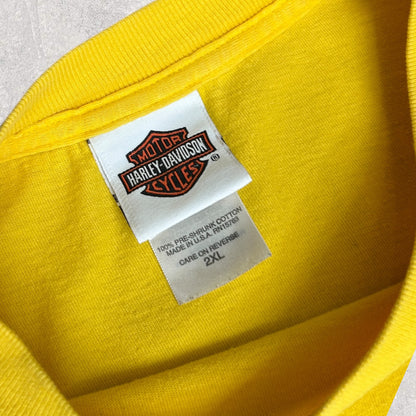 MOTOR
HARLEY-DAVIDSON
CYCLES
®
100% PRE-SHRUNK COTTON
MADE IN U.S.A. RN15763
CARE ON REVERSE
2XL